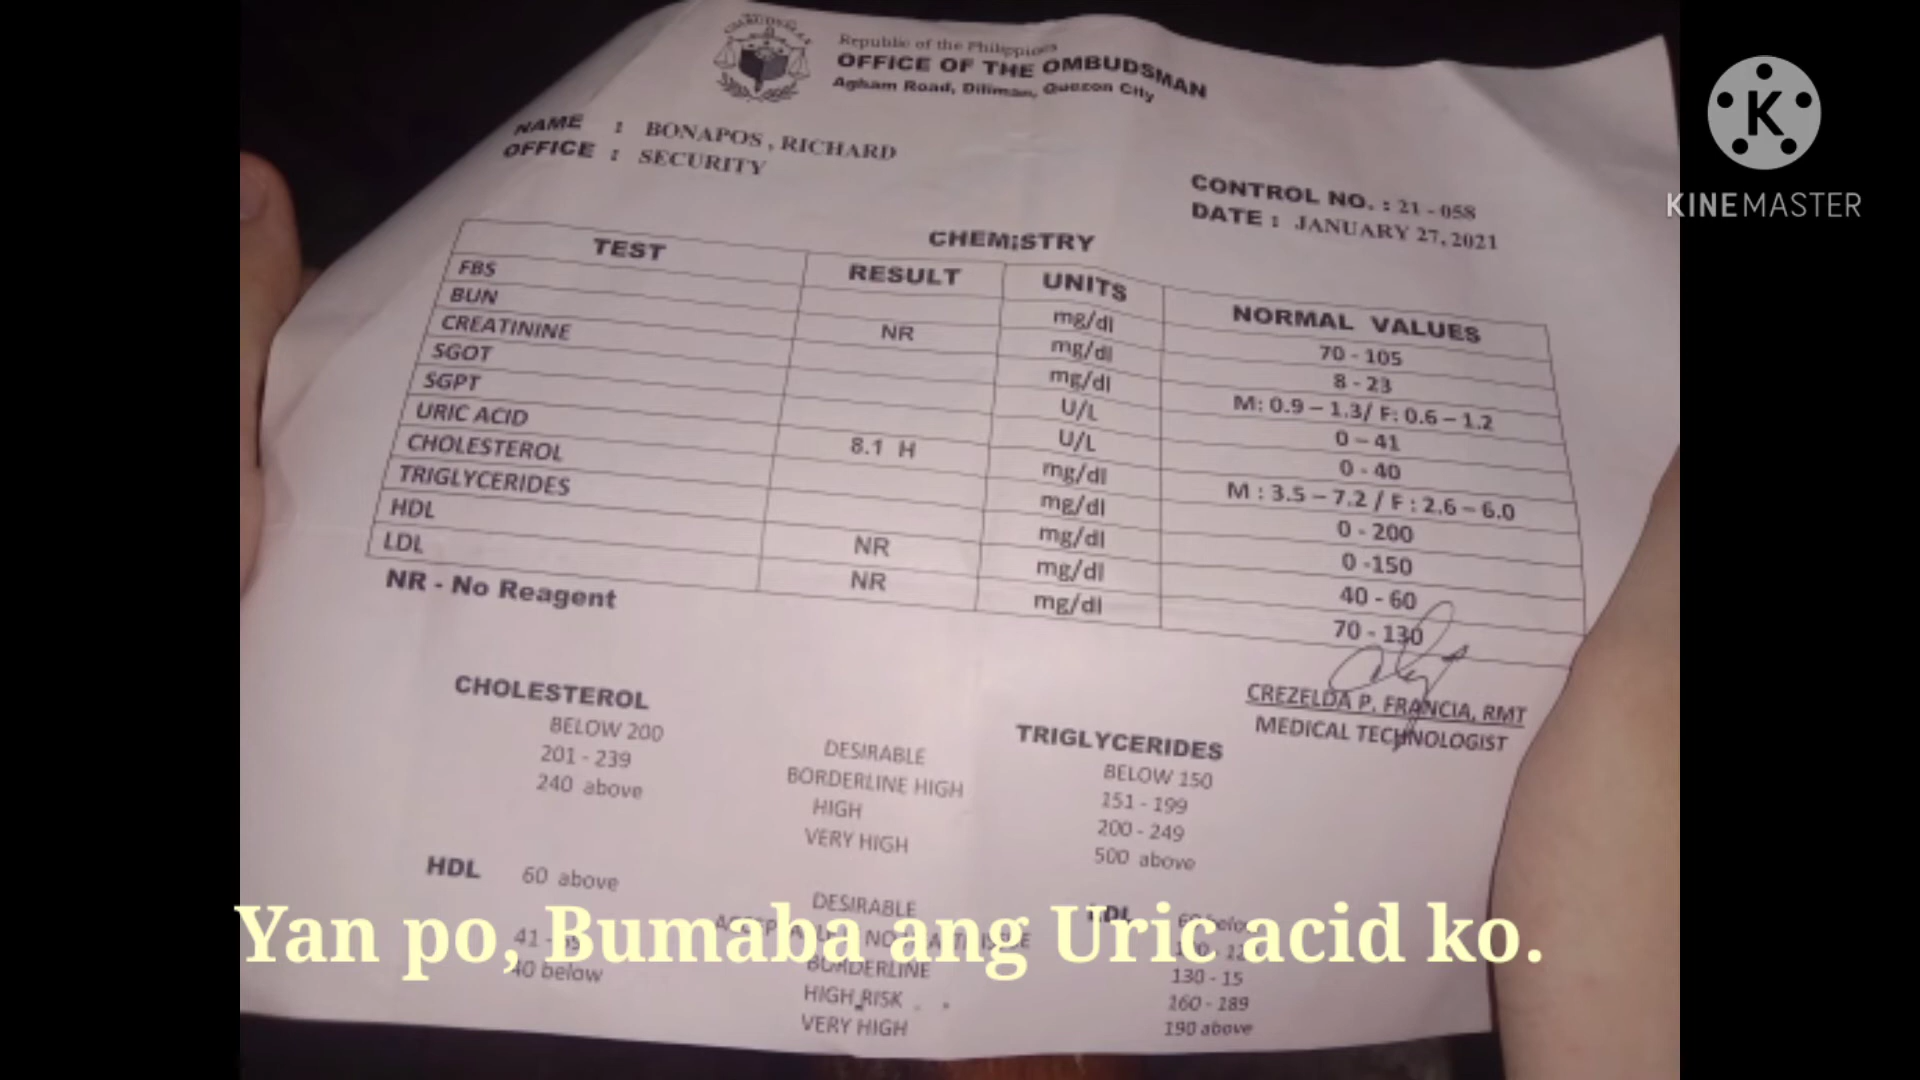 Republic of the Philippines
OFFICE OF THE OMBUDSMAN
Agham Road, Diliman, Quezon City
NAME : BONAPOS, RICHARD
OFFICE : SECURITY
CONTROL NO. : 21 - 058
DATE : JANUARY 27, 2021
CHEMISTRY
TEST RESULT UNITS NORMAL VALUES
FBS mg/dl 70 - 105
BUN NR mg/dl 8 - 23
CREATININE mg/dl M: 0.9 – 1.3/ F: 0.6 – 1.2
SGOT U/L 0 – 41
SGPT U/L 0 - 40
URIC ACID 8.1 H mg/dl M : 3.5 – 7.2 / F : 2.6 – 6.0
CHOLESTEROL mg/dl 0 - 200
TRIGLYCERIDES mg/dl 0 -150
HDL NR mg/dl 40 - 60
LDL NR mg/dl 70 - 130
NR - No Reagent
CREZELDA P. FRANCIA, RMT
MEDICAL TECHNOLOGIST
CHOLESTEROL TRIGLYCERIDES
BELOW 200 DESIRABLE BELOW 150
201 - 239 BORDERLINE HIGH 151 - 199
240 above HIGH 200 - 249
VERY HIGH 500 above
HDL 60 above DESIRABLE LDL
BORDERLINE 130 - 15
40 below HIGH RISK 160 - 189
VERY HIGH 190 above
Yan po, Bumaba ang Uric acid ko.
K
KINEMASTER